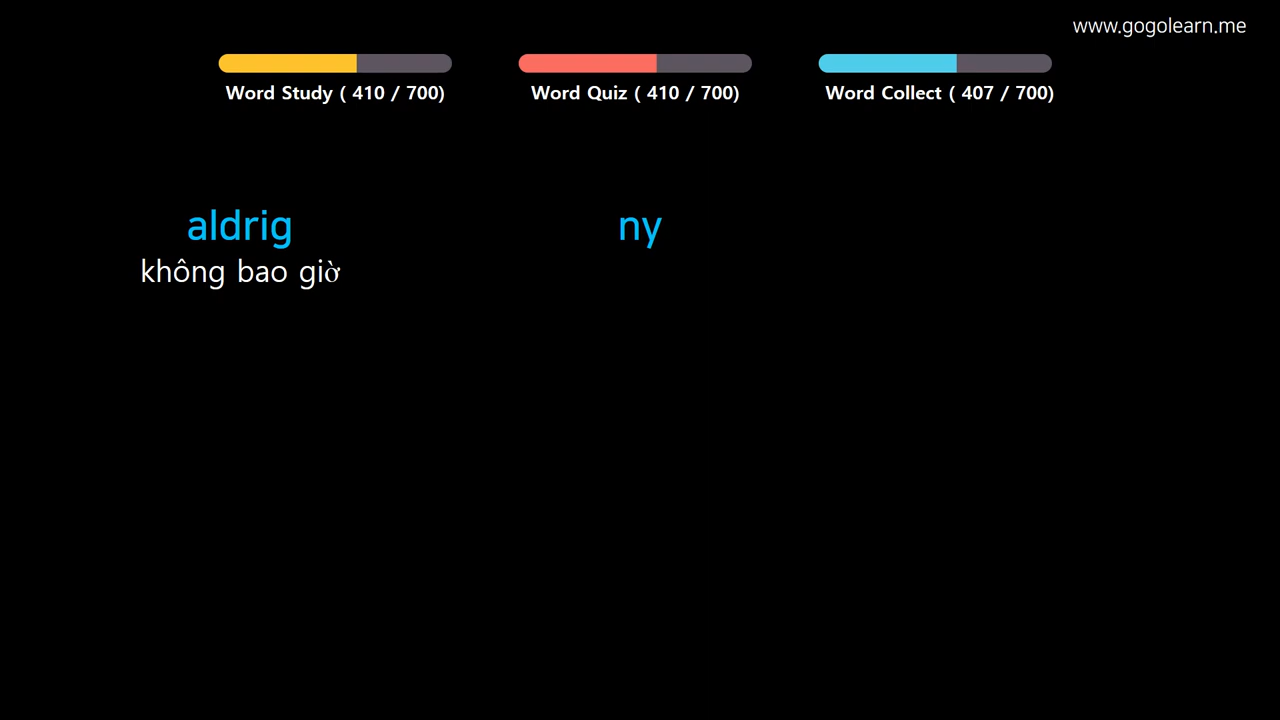 www.gogolearn.me
Word Study ( 410 / 700)
Word Quiz ( 410 / 700)
Word Collect ( 407 / 700)
aldrig
không bao giờ
ny